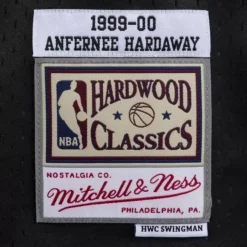 1999-00
ANFERNEE HARDAWAY
HARDWOOD
NBA
CLASSICS
NOSTALGIA CO.
Mitchell & Ness
PHILADELPHIA, PA.
HWC SWINGMAN